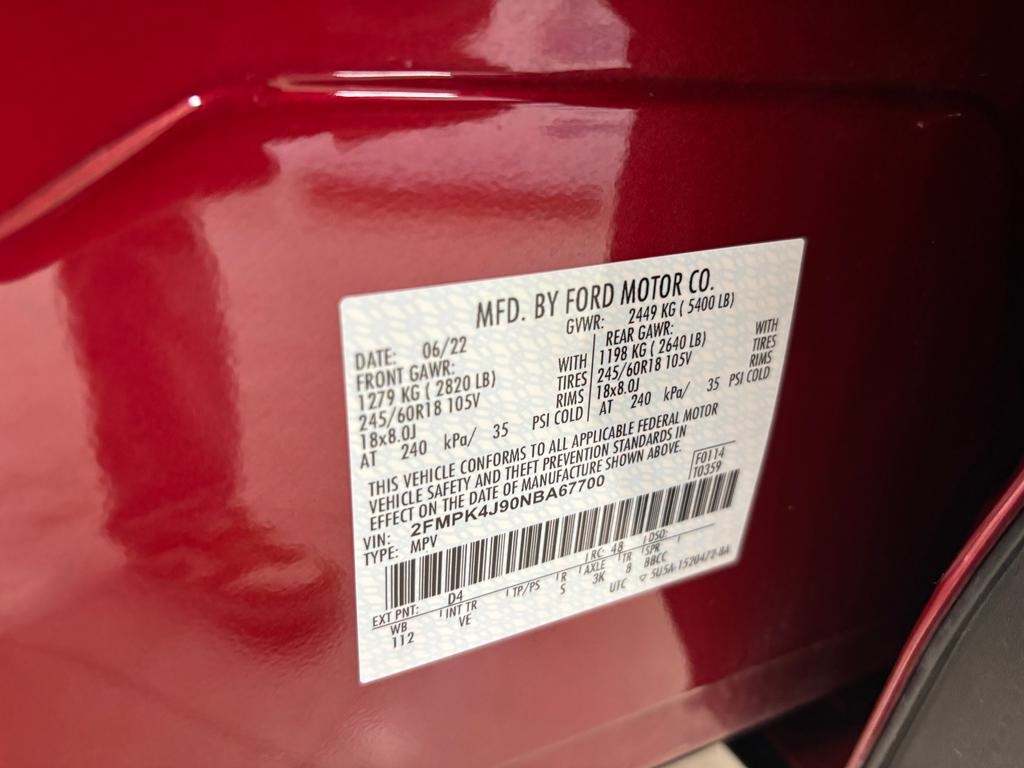 MFD. BY FORD MOTOR CO.
DATE: 06/22 GVWR: 2449 KG ( 5400 LB)
FRONT GAWR: REAR GAWR:
1279 KG ( 2820 LB) WITH 1198 KG ( 2640 LB) WITH
245/60R18 105V TIRES 245/60R18 105V TIRES
18x8.0J RIMS 18x8.0J RIMS
AT 240 kPa/ 35 PSI COLD AT 240 kPa/ 35 PSI COLD
THIS VEHICLE CONFORMS TO ALL APPLICABLE FEDERAL MOTOR
VEHICLE SAFETY AND THEFT PREVENTION STANDARDS IN
EFFECT ON THE DATE OF MANUFACTURE SHOWN ABOVE.
VIN: 2FMPK4J90NBA67700 F0114
TYPE: MPV T0359
EXT PNT: D4 RC: 48 DSO:
WB INT TR TP/PS R AXLE TR SPR
112 VE S 3K 8 BBCC
UTC 5U5A-1520472-BA